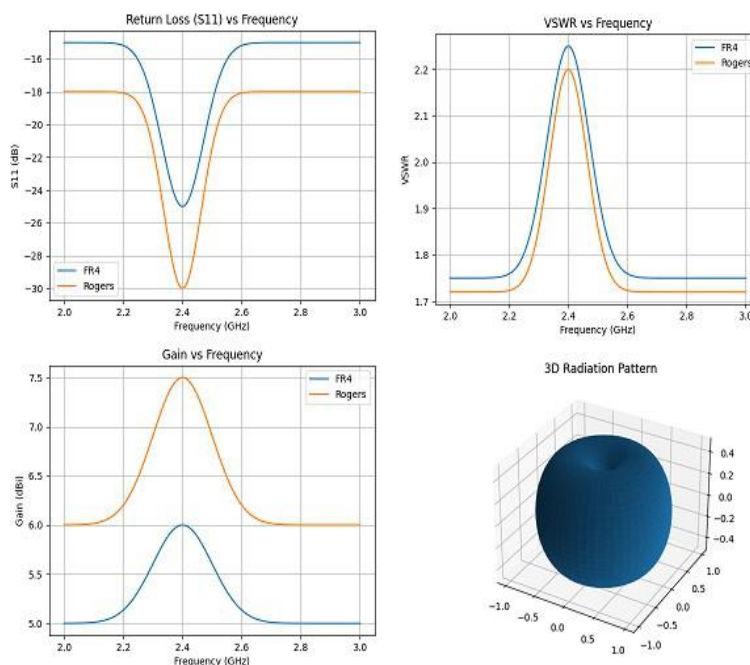 Return Loss (S11) vs Frequency
S11 (dB)
−16
−18
−20
−22
−24
−26
−28
−30
FR4
Rogers
2.0 2.2 2.4 2.6 2.8 3.0
Frequency (GHz)
VSWR vs Frequency
VSWR
2.2
2.1
2.0
1.9
1.8
1.7
FR4
Rogers
2.0 2.2 2.4 2.6 2.8 3.0
Frequency (GHz)
Gain vs Frequency
Gain (dBi)
7.5
7.0
6.5
6.0
5.5
5.0
FR4
Rogers
2.0 2.2 2.4 2.6 2.8 3.0
Frequency (GHz)
3D Radiation Pattern
0.4
0.2
0.0
−0.2
−0.4
−1.0 −0.5 0.0 0.5 1.0
−1.0 −0.5 0.0 0.5 1.0